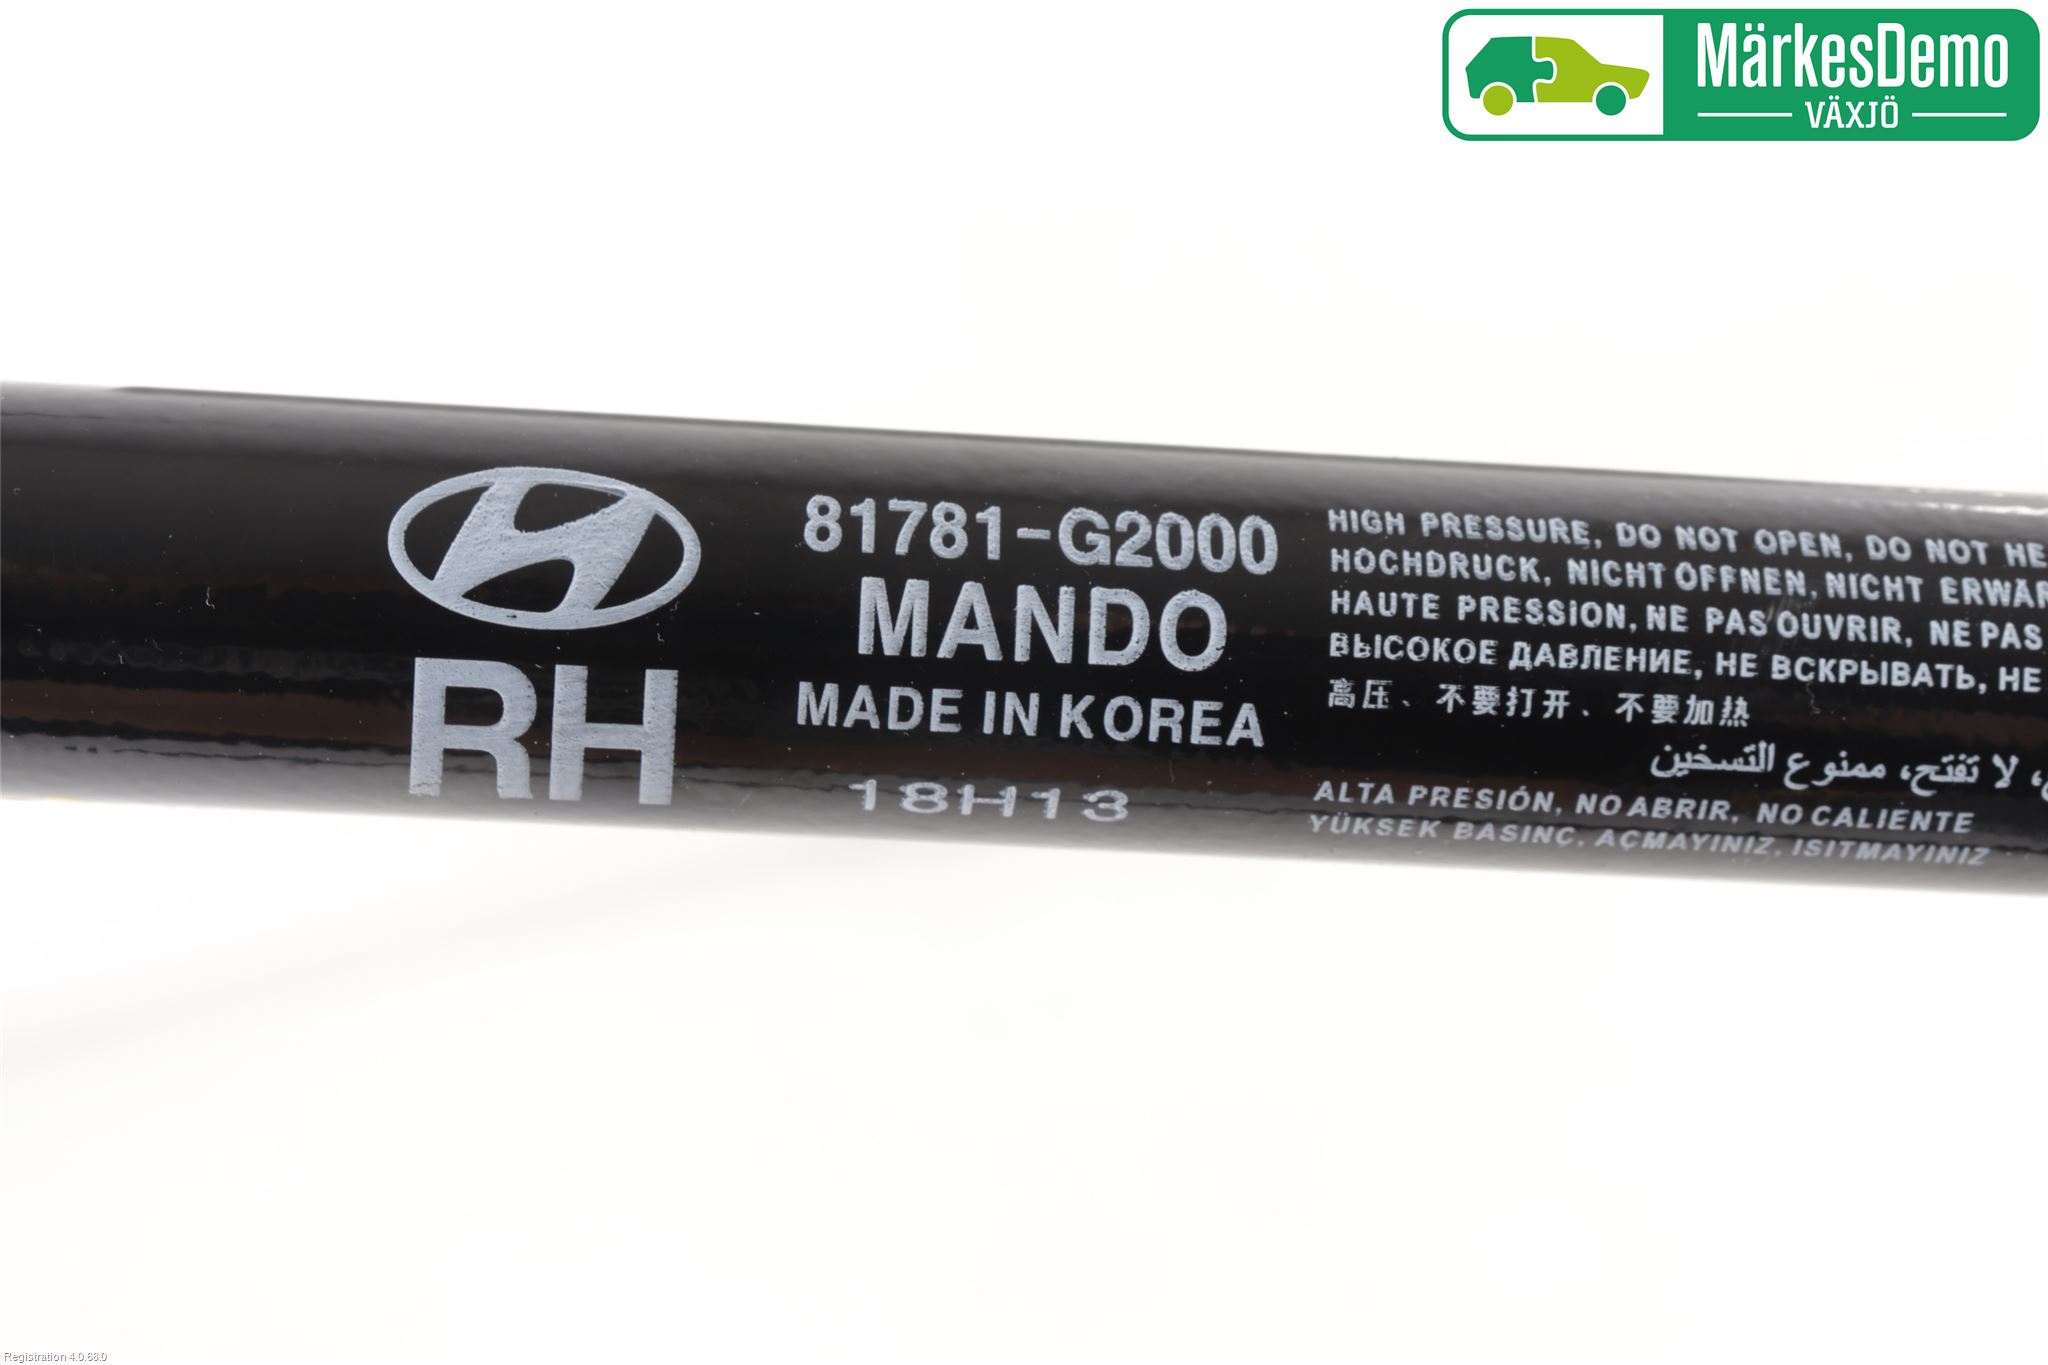 MärkesDemo
VÄXJÖ
81781-G2000
MANDO
MADE IN KOREA
18H13
RH
HIGH PRESSURE, DO NOT OPEN, DO NOT HE
HOCHDRUCK, NICHT ÖFFNEN, NICHT ERWÄR
HAUTE PRESSION, NE PAS OUVRIR, NE PAS
ВЫСОКОЕ ДАВЛЕНИЕ, НЕ ВСКРЫВАТЬ, НЕ
高压、不要打开、不要加热
، لا تفتح، ممنوع التسخين
ALTA PRESIÓN, NO ABRIR, NO CALIENTE
YÜKSEK BASINÇ, AÇMAYINIZ, ISITMAYINIZ
Registration 4.0.68.0